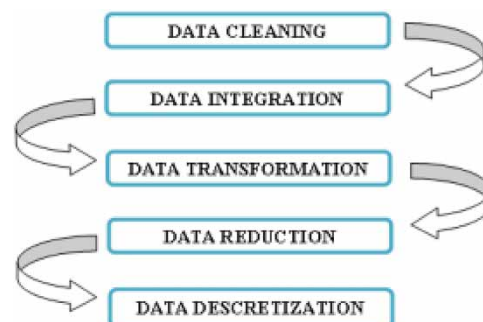 DATA CLEANING
DATA INTEGRATION
DATA TRANSFORMATION
DATA REDUCTION
DATA DESCRETIZATION